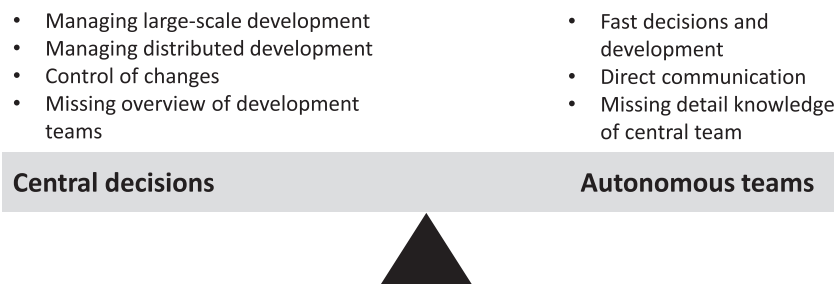 • Managing large-scale development
• Managing distributed development
• Control of changes
• Missing overview of development
teams
• Fast decisions and
development
• Direct communication
• Missing detail knowledge
of central team
Central decisions
Autonomous teams